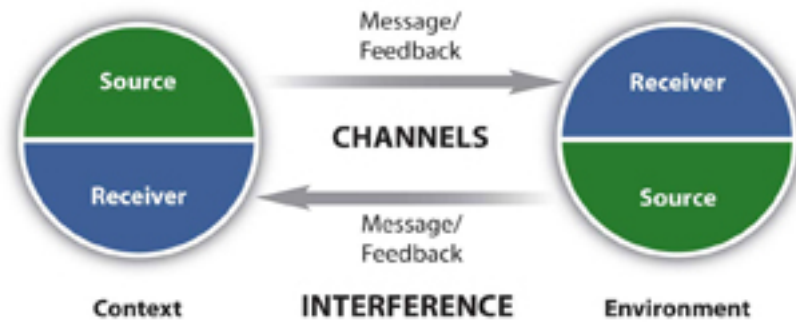 Message/
Feedback
Source
Receiver
CHANNELS
Receiver
Source
Message/
Feedback
Context
INTERFERENCE
Environment